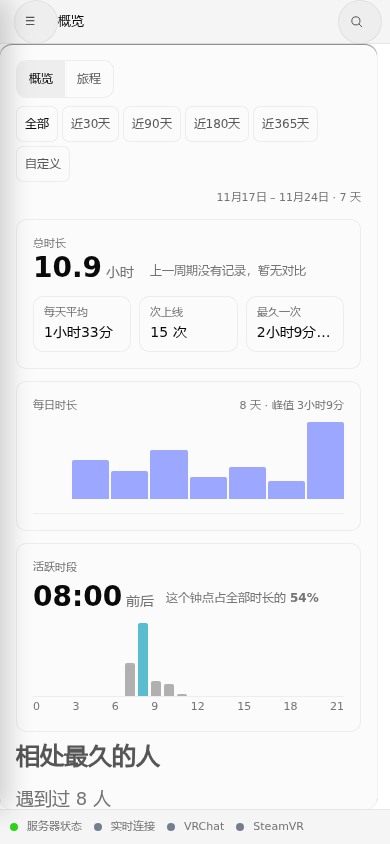 ☰ 概览
概览 旅程
全部 近30天 近90天 近180天 近365天
自定义
11月17日 – 11月24日 · 7 天
总时长
10.9 小时 上一周期没有记录，暂无对比
每天平均 次上线 最久一次
1小时33分 15 次 2小时9分…
每日时长 8 天 · 峰值 3小时9分
活跃时段
08:00 前后 这个钟点占全部时长的 54%
0 3 6 9 12 15 18 21
相处最久的人
遇到过 8 人
服务器状态 实时连接 VRChat SteamVR